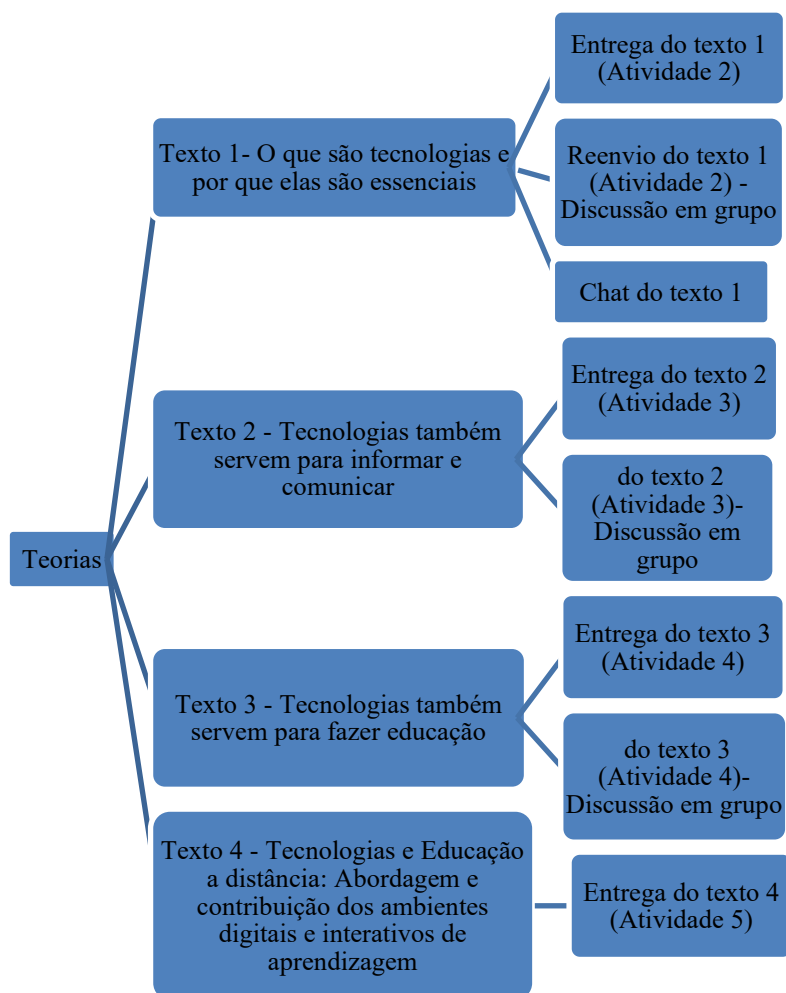 Teorias
Texto 1- O que são tecnologias e
por que elas são essenciais
Entrega do texto 1
(Atividade 2)
Reenvio do texto 1
(Atividade 2) -
Discussão em grupo
Chat do texto 1
Texto 2 - Tecnologias também
servem para informar e
comunicar
Entrega do texto 2
(Atividade 3)
do texto 2
(Atividade 3)-
Discussão em
grupo
Texto 3 - Tecnologias também
servem para fazer educação
Entrega do texto 3
(Atividade 4)
do texto 3
(Atividade 4)-
Discussão em grupo
Texto 4 - Tecnologias e Educação
a distância: Abordagem e
contribuição dos ambientes
digitais e interativos de
aprendizagem
Entrega do texto 4
(Atividade 5)